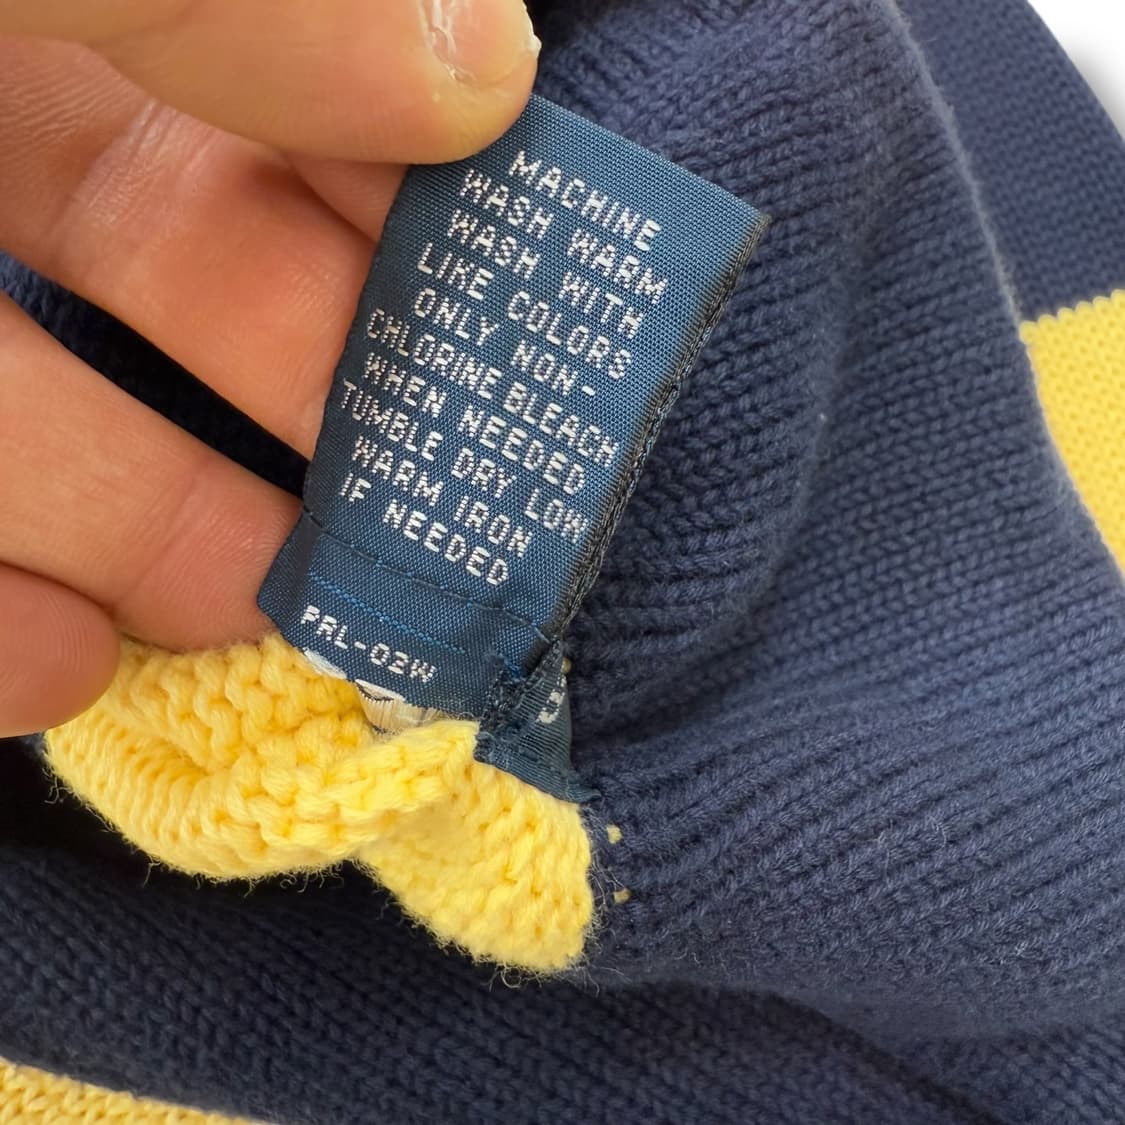 MACHINE
WASH WARM
WASH WITH
LIKE COLORS
ONLY NON-
CHLORINE BLEACH
WHEN NEEDED
TUMBLE DRY LOW
WARM IRON
IF NEEDED
PRL-02W